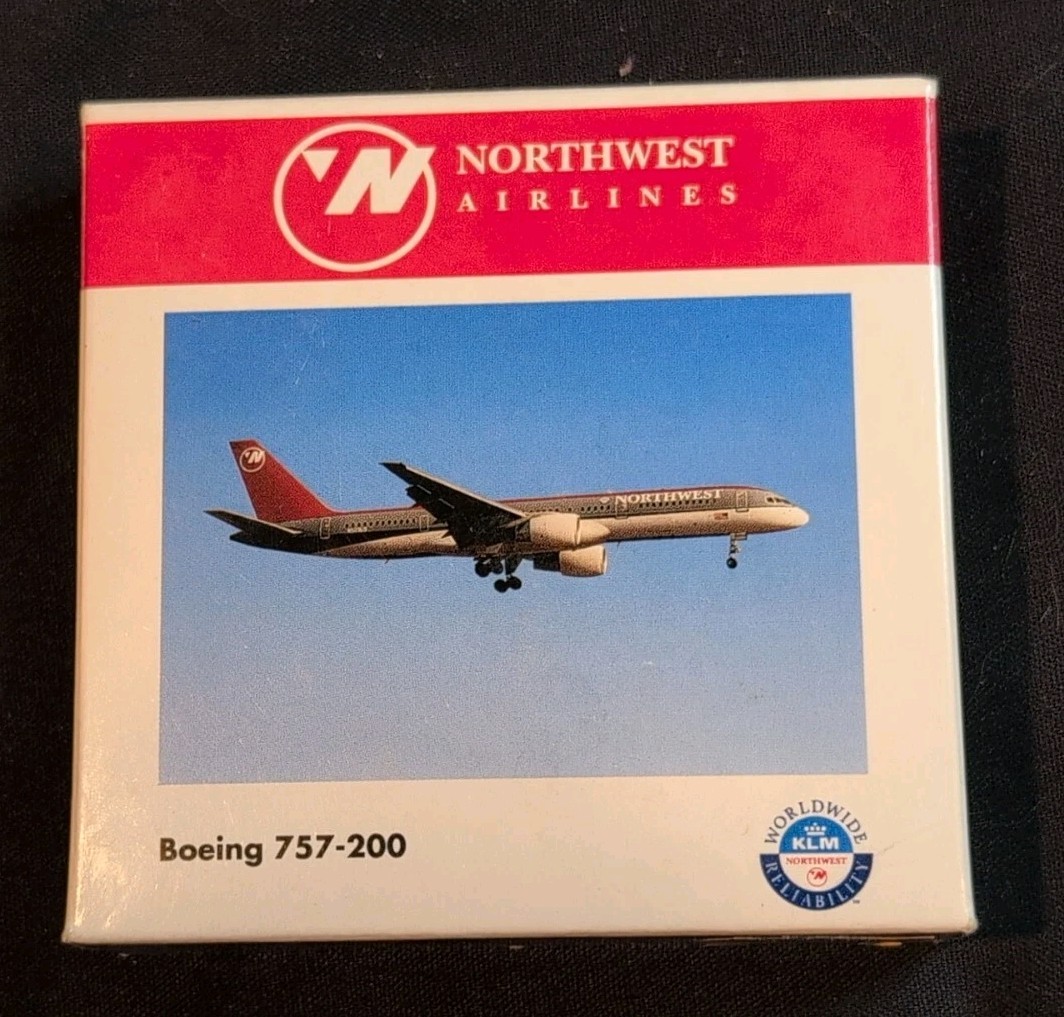 NORTHWEST
AIRLINES
NORTHWEST
Boeing 757-200
WORLDWIDE
KLM
NORTHWEST
RELIABILITY